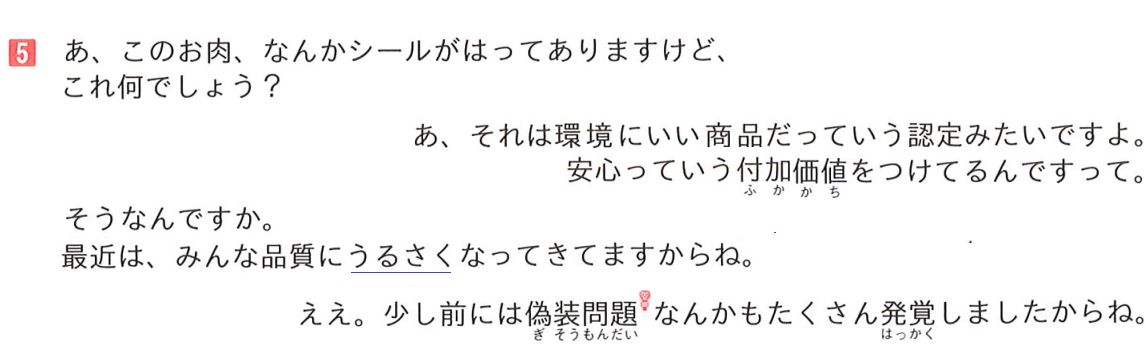 5 あ、このお肉、なんかシールがはってありますけど、
これ何でしょう？
あ、それは環境にいい商品だっていう認定みたいですよ。
安心っていう付加価値をつけてるんですって。
ふかかち
そうなんですか。
最近は、みんな品質にうるさくなってきてますからね。
ええ。少し前には偽装問題なんかもたくさん発覚しましたからね。
ぎそうもんだい はっかく